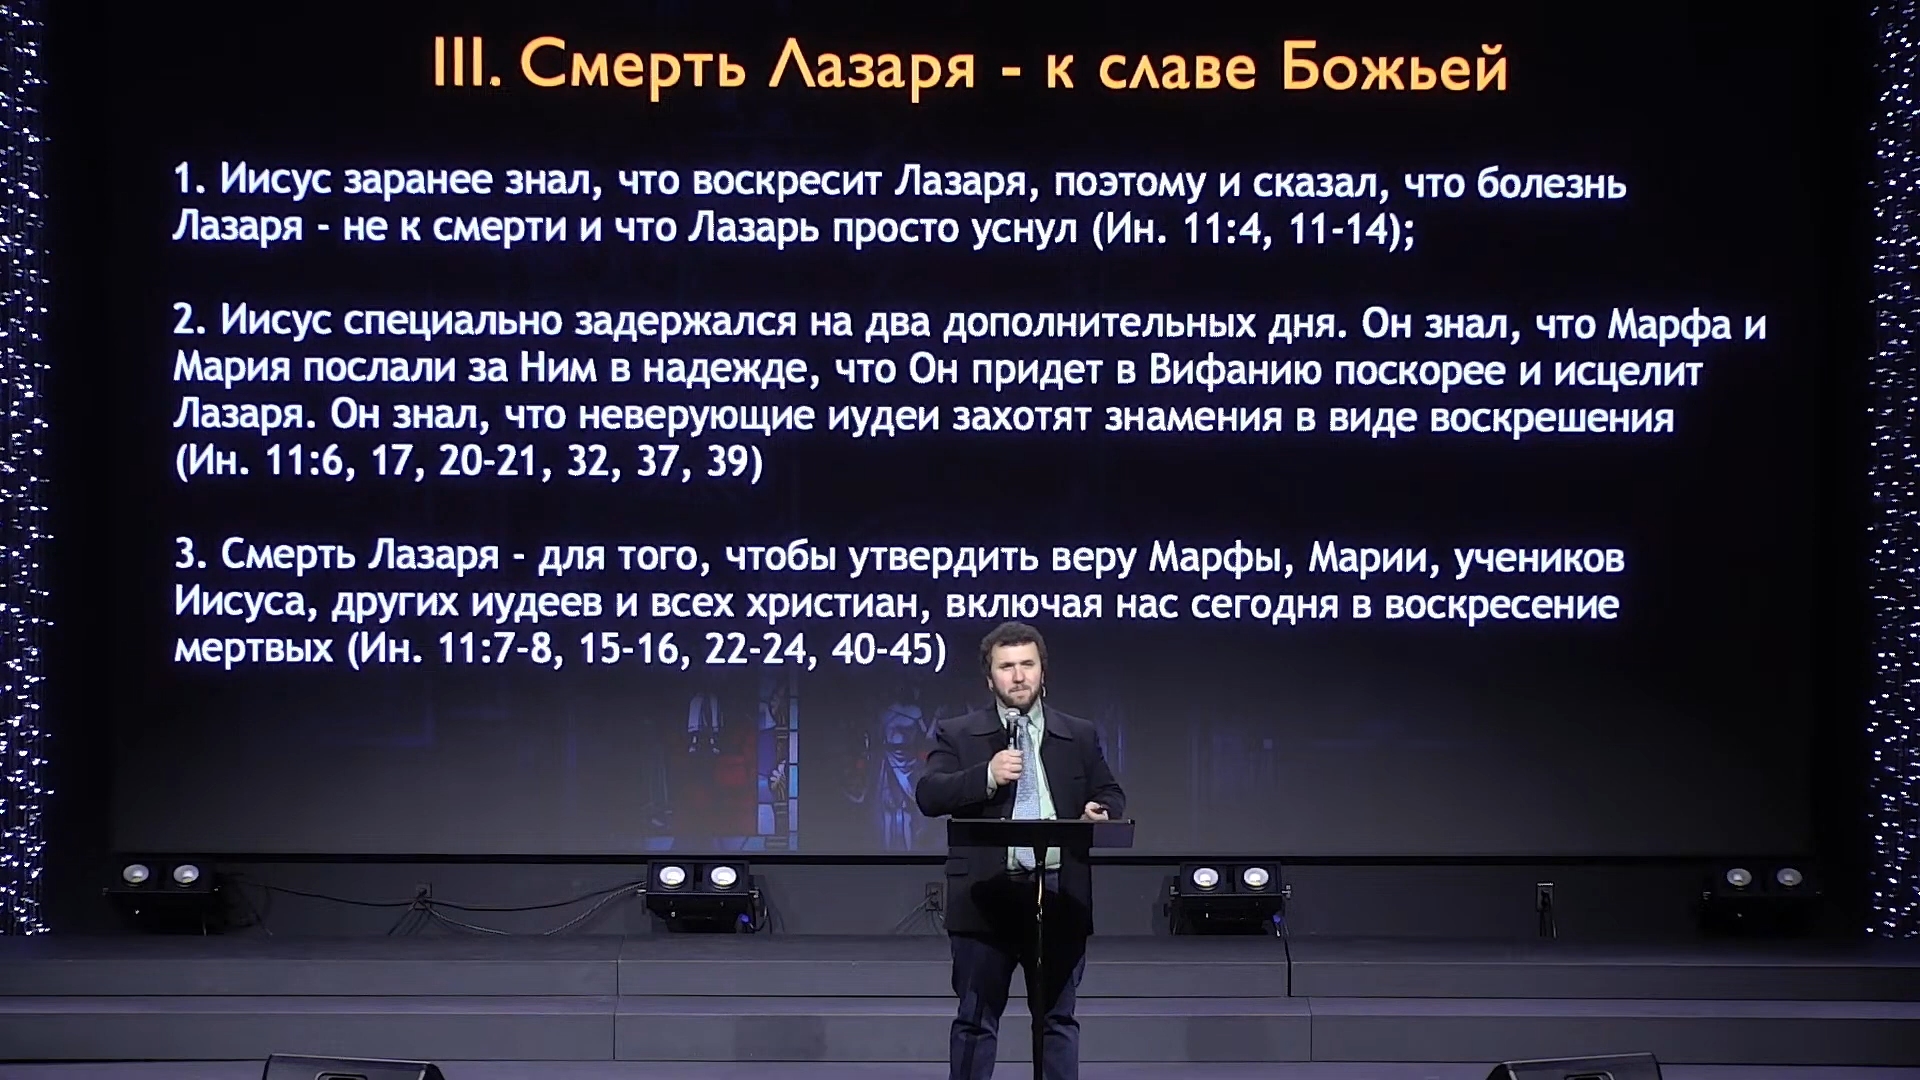 III. Смерть Лазаря - к славе Божьей
1. Иисус заранее знал, что воскресит Лазаря, поэтому и сказал, что болезнь
Лазаря - не к смерти и что Лазарь просто уснул (Ин. 11:4, 11-14);
2. Иисус специально задержался на два дополнительных дня. Он знал, что Марфа и
Мария послали за Ним в надежде, что Он придет в Вифанию поскорее и исцелит
Лазаря. Он знал, что неверующие иудеи захотят знамения в виде воскрешения
(Ин. 11:6, 17, 20-21, 32, 37, 39)
3. Смерть Лазаря - для того, чтобы утвердить веру Марфы, Марии, учеников
Иисуса, других иудеев и всех христиан, включая нас сегодня в воскресение
мертвых (Ин. 11:7-8, 15-16, 22-24, 40-45)